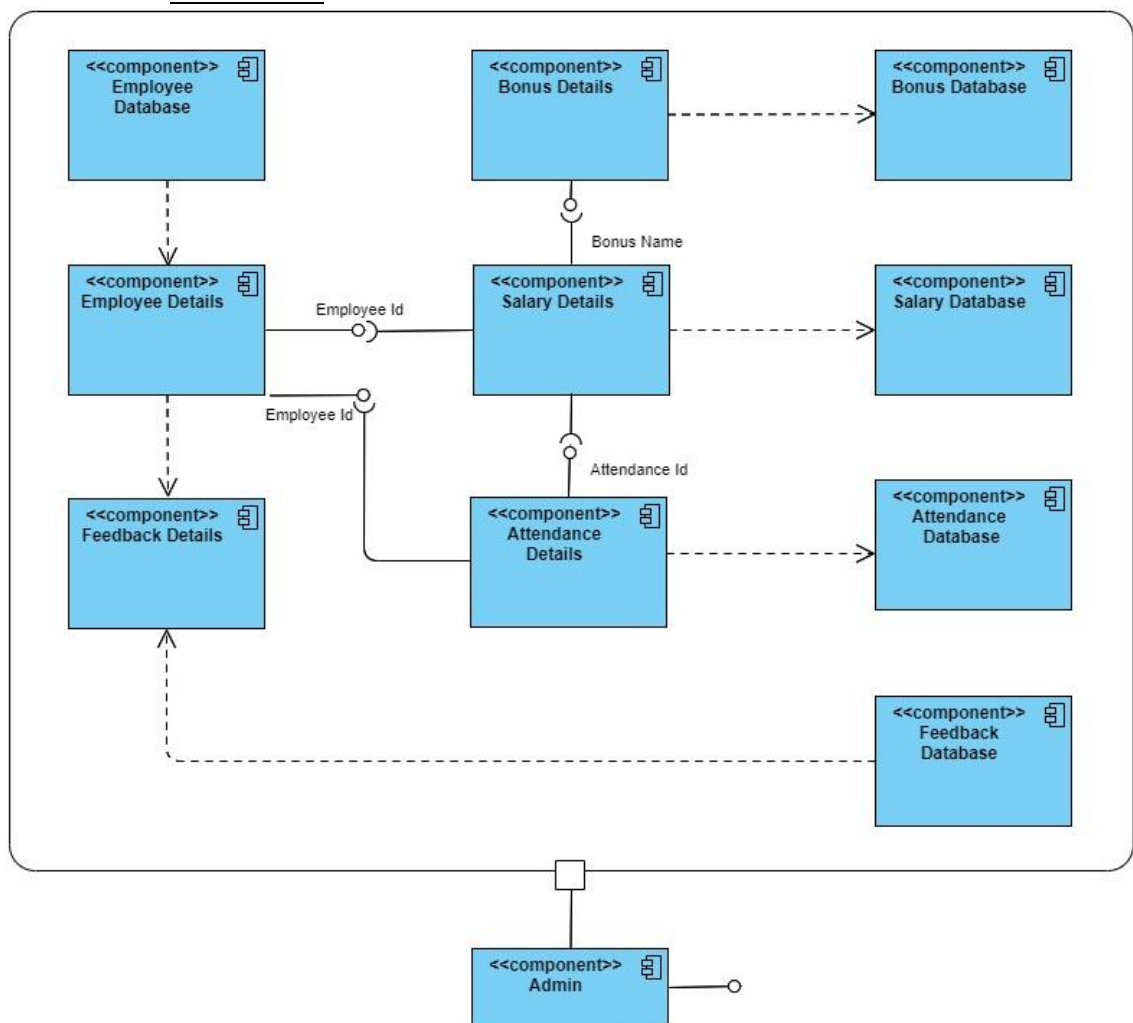 <<component>>
Employee
Database
<<component>>
Bonus Details
<<component>>
Bonus Database
Bonus Name
<<component>>
Employee Details
Employee Id
<<component>>
Salary Details
<<component>>
Salary Database
Employee Id
Attendance Id
<<component>>
Feedback Details
<<component>>
Attendance
Details
<<component>>
Attendance
Database
<<component>>
Feedback
Database
<<component>>
Admin